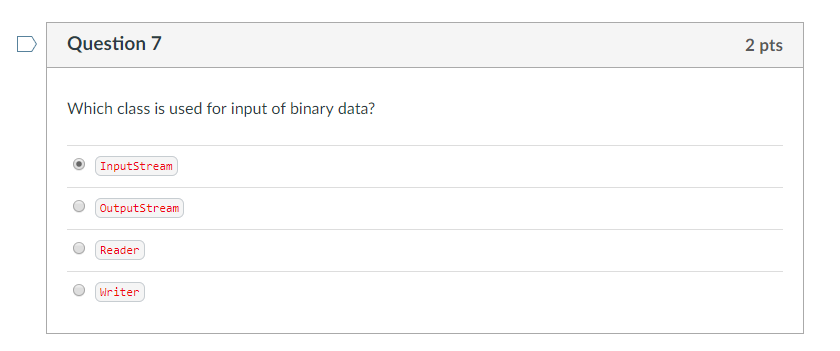 Question 7
2 pts
Which class is used for input of binary data?
InputStream
OutputStream
Reader
Writer